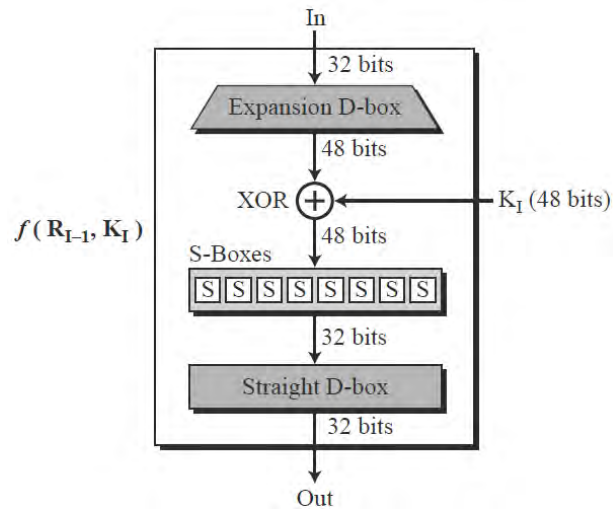 In
32 bits
Expansion D-box
48 bits
XOR
+
K_I (48 bits)
f ( R_{I–1}, K_I )
48 bits
S-Boxes
S S S S S S S S
32 bits
Straight D-box
32 bits
Out